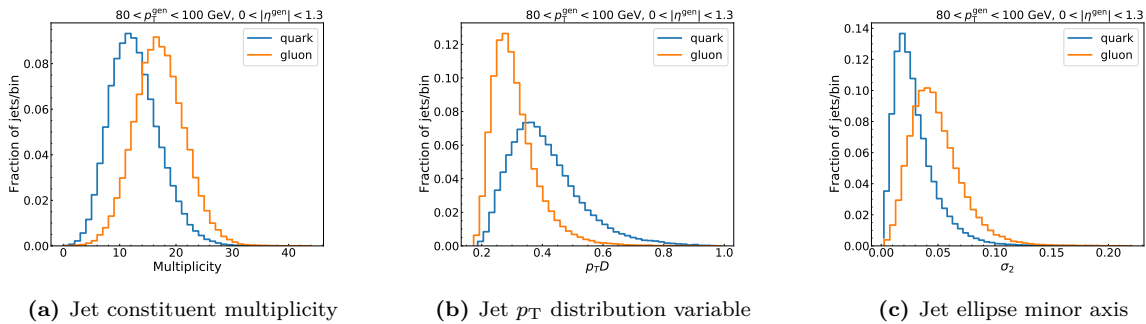 80 < p_T^gen < 100 GeV, 0 < |η^gen| < 1.3
Fraction of jets/bin
0.08
0.06
0.04
0.02
0.00
0
10
20
30
40
quark
gluon
Multiplicity
(a) Jet constituent multiplicity
80 < p_T^gen < 100 GeV, 0 < |η^gen| < 1.3
Fraction of jets/bin
0.12
0.10
0.08
0.06
0.04
0.02
0.00
0.2
0.4
0.6
0.8
1.0
quark
gluon
p_TD
(b) Jet p_T distribution variable
80 < p_T^gen < 100 GeV, 0 < |η^gen| < 1.3
Fraction of jets/bin
0.14
0.12
0.10
0.08
0.06
0.04
0.02
0.00
0.00
0.05
0.10
0.15
0.20
quark
gluon
σ_2
(c) Jet ellipse minor axis